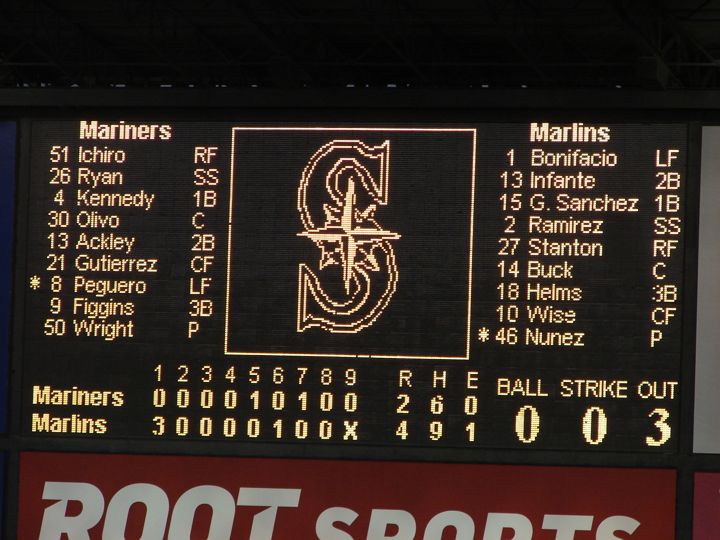 Mariners
51 Ichiro RF
26 Ryan SS
4 Kennedy 1B
30 Olivo C
13 Ackley 2B
21 Gutierrez CF
* 8 Peguero LF
9 Figgins 3B
50 Wright P
Marlins
1 Bonifacio LF
13 Infante 2B
15 G. Sanchez 1B
2 Ramirez SS
27 Stanton RF
14 Buck C
18 Helms 3B
10 Wise CF
* 46 Nunez P
S
1 2 3 4 5 6 7 8 9 R H E
Mariners 0 0 0 0 1 0 1 0 0 2 6 0
Marlins 3 0 0 0 0 1 0 0 X 4 9 1
BALL STRIKE OUT
0 0 3
ROOT SPORTS